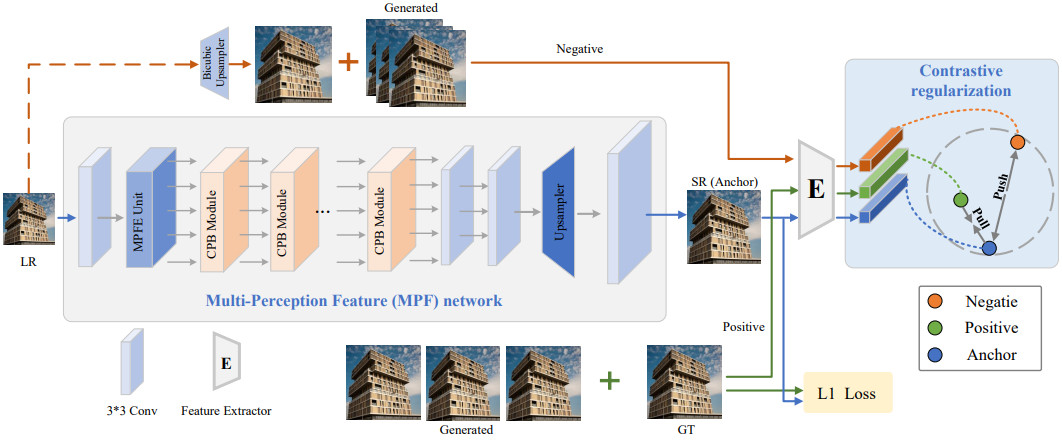 Generated
Bicubic
Upsampler
Negative
Contrastive
regularization
LR
MPFE Unit
CPB Module
CPB Module
...
CPB Module
Upsampler
SR (Anchor)
E
Push
Pull
Multi-Perception Feature (MPF) network
Negatie
Positive
Anchor
Positive
E
3*3 Conv
Feature Extractor
Generated
GT
L1 Loss